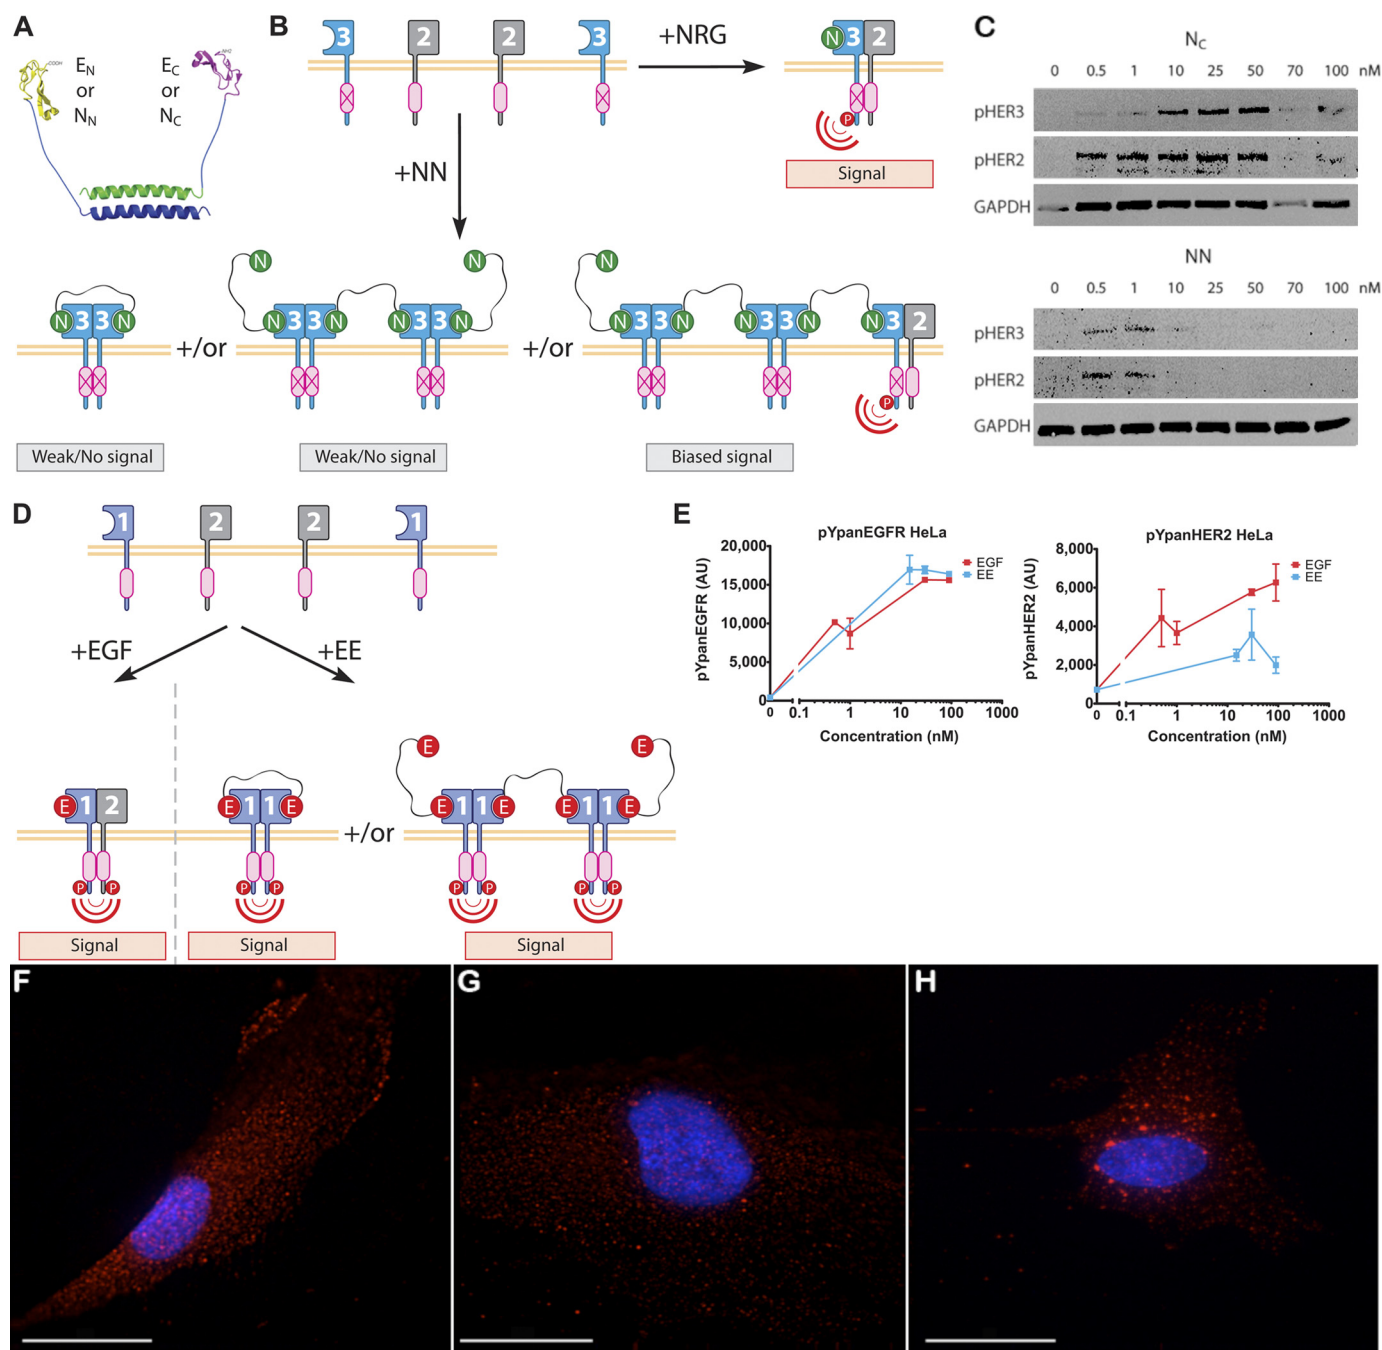 A
COOH
E_N
or
N_N
E_C
or
N_C
NH2
B
3
2
2
3
+NRG
N
3
2
P
Signal
+NN
N
N
N
3
3
N
+/or
N
3
3
N
3
3
N
+/or
N
3
3
N
3
3
N
N
3
2
P
Weak/No signal
Weak/No signal
Biased signal
C
N_C
0 0.5 1 10 25 50 70 100 nM
pHER3
pHER2
GAPDH
NN
0 0.5 1 10 25 50 70 100 nM
pHER3
pHER2
GAPDH
D
1
2
2
1
+EGF
+EE
E
1
2
P
P
E
1
1
E
P
P
+/or
E
E
E
1
1
E
1
1
E
P
P
P
P
Signal
Signal
Signal
E
pYpanEGFR HeLa
pYpanEGFR (AU)
20,000
15,000
10,000
5,000
0
0 0.1 1 10 100 1000
Concentration (nM)
EGF
EE
pYpanHER2 HeLa
pYpanHER2 (AU)
8,000
6,000
4,000
2,000
0
0 0.1 1 10 100 1000
Concentration (nM)
EGF
EE
F
G
H